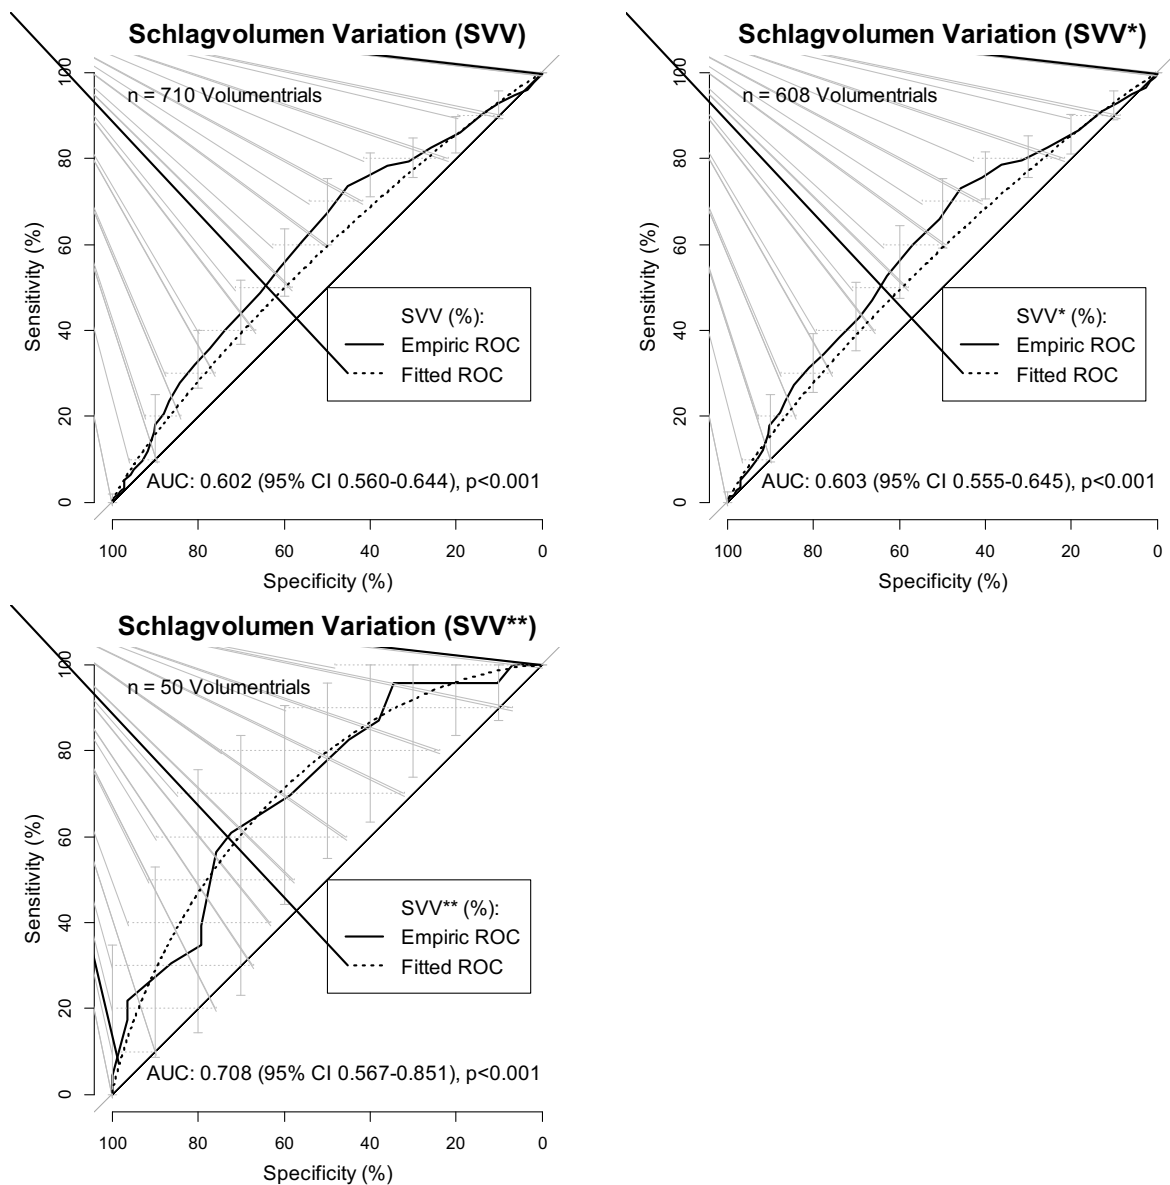 Schlagvolumen Variation (SVV)
n = 710 Volumentrials
100
80
60
40
20
0
Sensitivity (%)
SVV (%):
Empiric ROC
Fitted ROC
AUC: 0.602 (95% CI 0.560-0.644), p<0.001
100 80 60 40 20 0
Specificity (%)
Schlagvolumen Variation (SVV*)
n = 608 Volumentrials
100
80
60
40
20
0
Sensitivity (%)
SVV* (%):
Empiric ROC
Fitted ROC
AUC: 0.603 (95% CI 0.555-0.645), p<0.001
100 80 60 40 20 0
Specificity (%)
Schlagvolumen Variation (SVV**)
n = 50 Volumentrials
100
80
60
40
20
0
Sensitivity (%)
SVV** (%):
Empiric ROC
Fitted ROC
AUC: 0.708 (95% CI 0.567-0.851), p<0.001
100 80 60 40 20 0
Specificity (%)